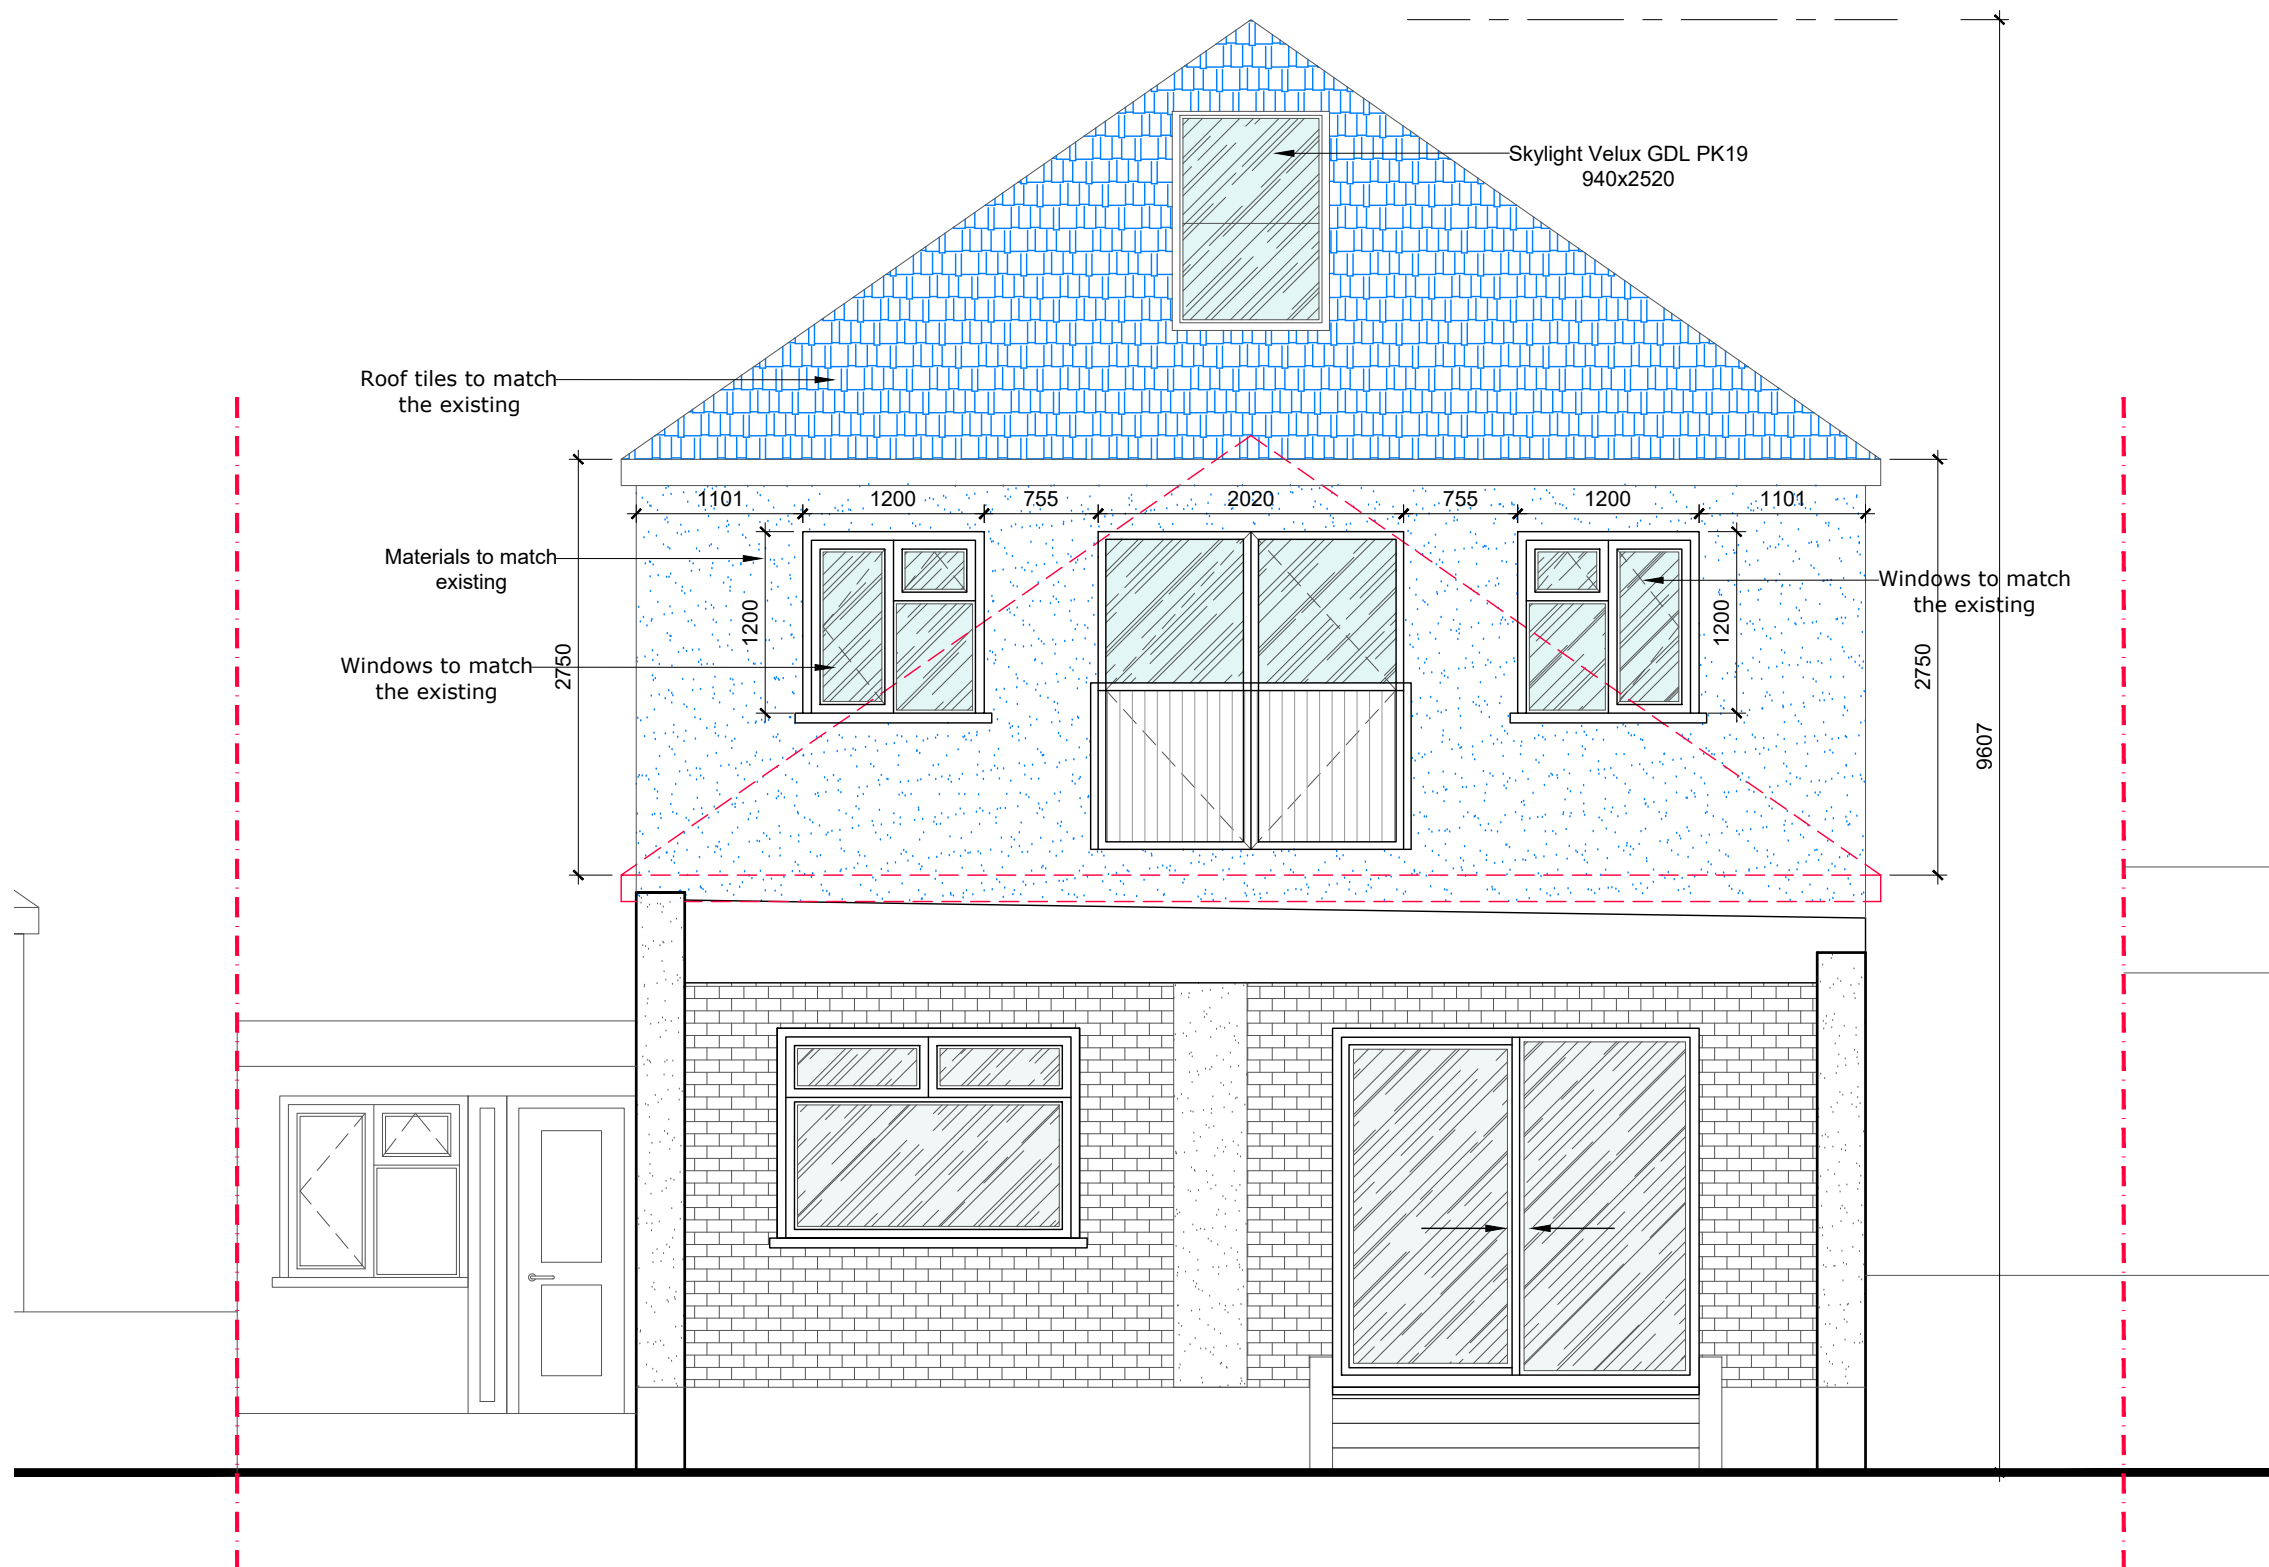 Skylight Velux GDL PK19
940x2520
Roof tiles to match
the existing
1101 1200 755 2020 755 1200 1101
Materials to match
existing
Windows to match
the existing
1200
1200
2750
2750
Windows to match
the existing
9607